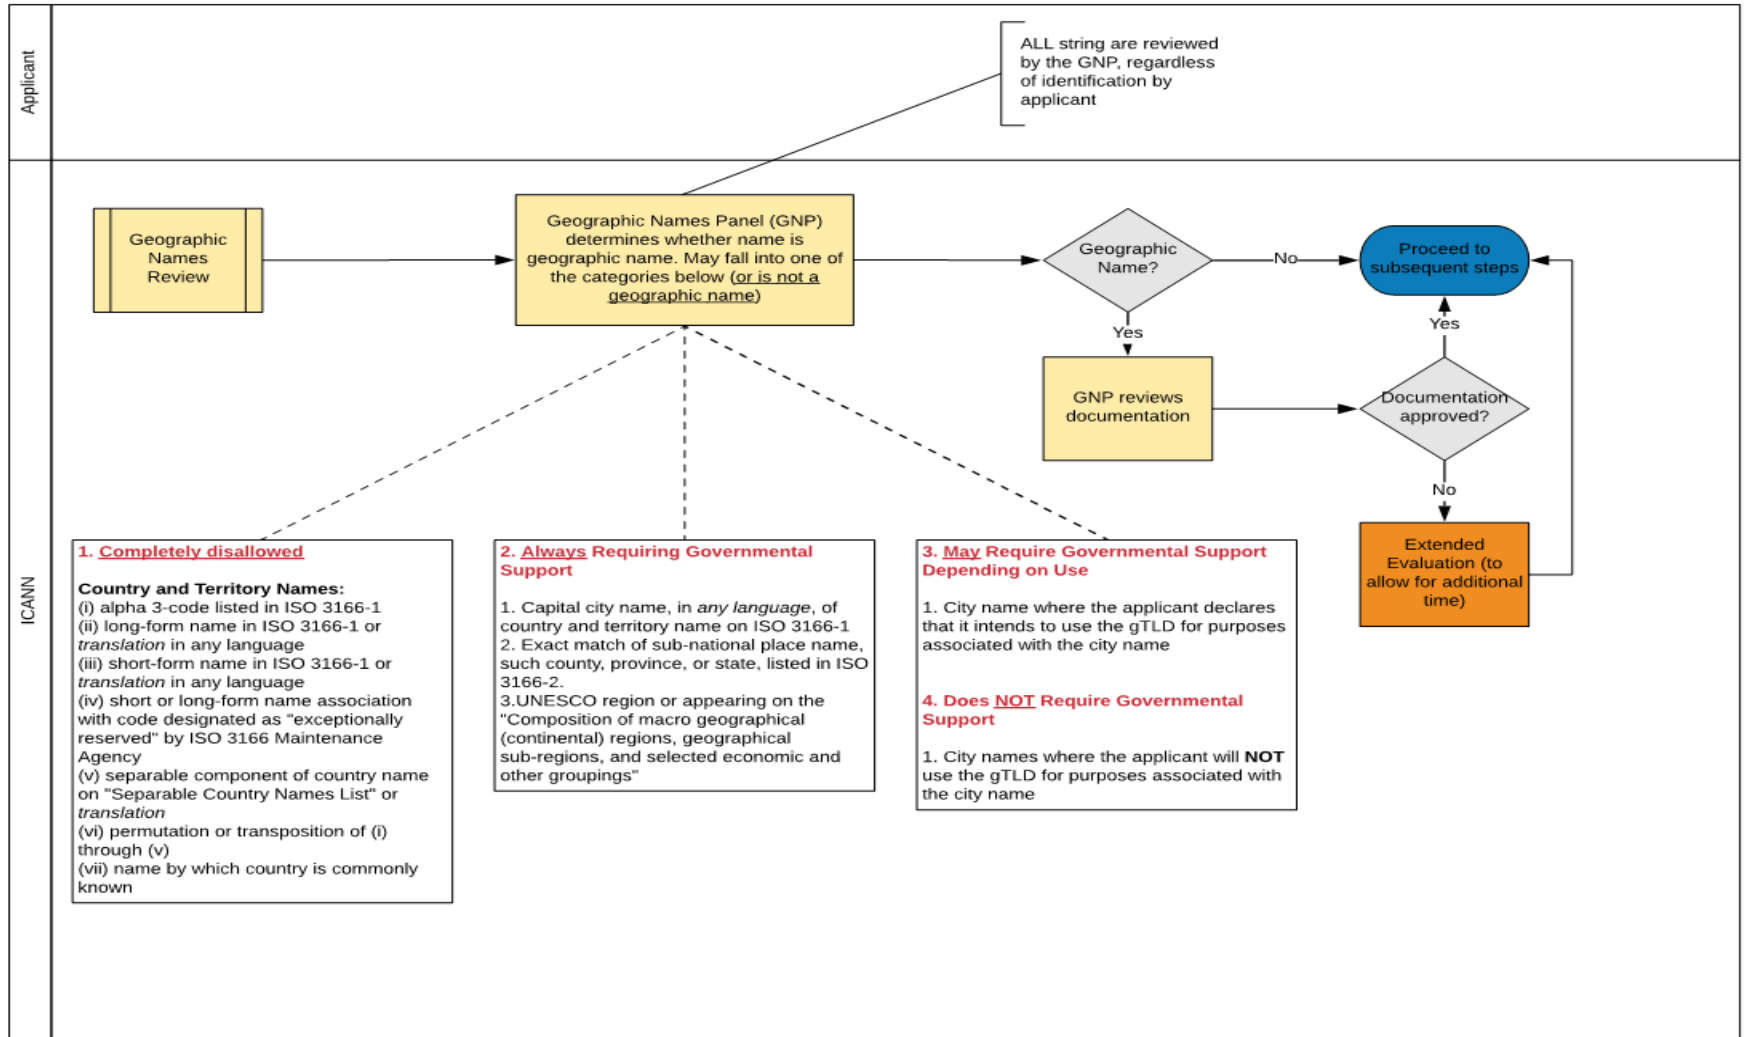 Applicant
ALL string are reviewed
by the GNP, regardless
of identification by
applicant
ICANN
Geographic
Names
Review
Geographic Names Panel (GNP)
determines whether name is
geographic name. May fall into one of
the categories below (or is not a
geographic name)
Geographic
Name?
No
Proceed to
subsequent steps
Yes
GNP reviews
documentation
Yes
Documentation
approved?
No
Extended
Evaluation (to
allow for additional
time)
1. Completely disallowed
Country and Territory Names:
(i) alpha 3-code listed in ISO 3166-1
(ii) long-form name in ISO 3166-1 or
translation in any language
(iii) short-form name in ISO 3166-1 or
translation in any language
(iv) short or long-form name association
with code designated as "exceptionally
reserved" by ISO 3166 Maintenance
Agency
(v) separable component of country name
on "Separable Country Names List" or
translation
(vi) permutation or transposition of (i)
through (v)
(vii) name by which country is commonly
known
2. Always Requiring Governmental
Support
1. Capital city name, in any language, of
country and territory name on ISO 3166-1
2. Exact match of sub-national place name,
such county, province, or state, listed in ISO
3166-2.
3.UNESCO region or appearing on the
"Composition of macro geographical
(continental) regions, geographical
sub-regions, and selected economic and
other groupings"
3. May Require Governmental Support
Depending on Use
1. City name where the applicant declares
that it intends to use the gTLD for purposes
associated with the city name
4. Does NOT Require Governmental
Support
1. City names where the applicant will NOT
use the gTLD for purposes associated with
the city name